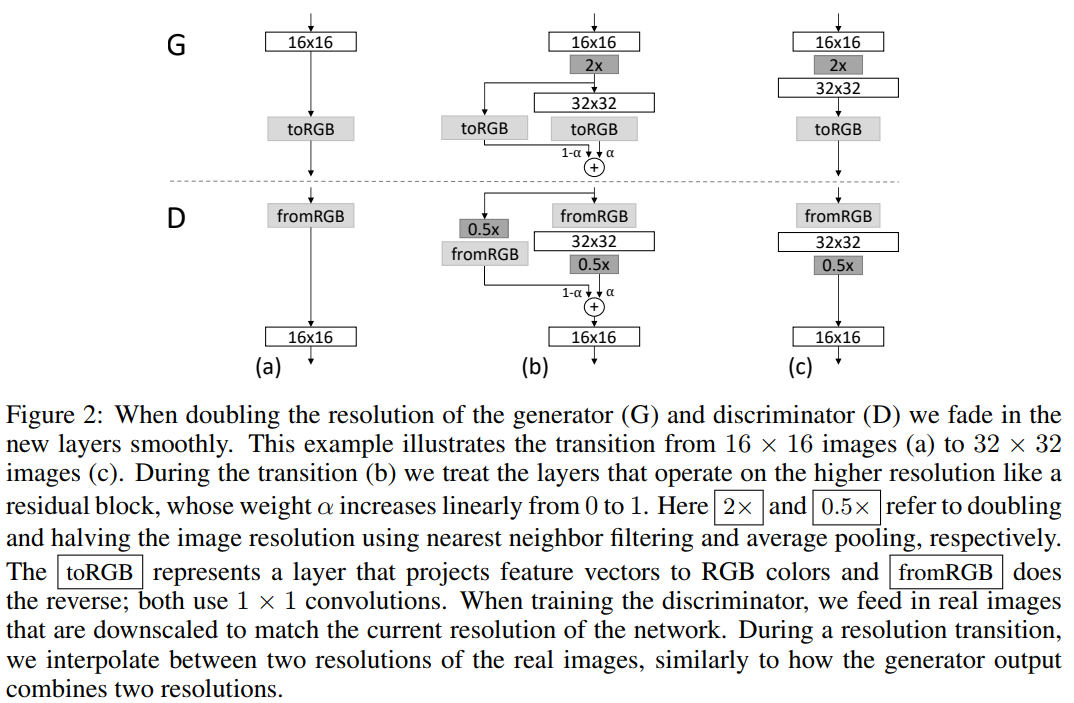 G
16x16
toRGB
16x16
2x
32x32
toRGB
toRGB
1-α
α
+
16x16
2x
32x32
toRGB
D
fromRGB
16x16
0.5x
fromRGB
fromRGB
32x32
0.5x
1-α
α
+
16x16
fromRGB
32x32
0.5x
16x16
(a)
(b)
(c)
Figure 2: When doubling the resolution of the generator (G) and discriminator (D) we fade in the
new layers smoothly. This example illustrates the transition from 16 × 16 images (a) to 32 × 32
images (c). During the transition (b) we treat the layers that operate on the higher resolution like a
residual block, whose weight α increases linearly from 0 to 1. Here 2× and 0.5× refer to doubling
and halving the image resolution using nearest neighbor filtering and average pooling, respectively.
The toRGB represents a layer that projects feature vectors to RGB colors and fromRGB does
the reverse; both use 1 × 1 convolutions. When training the discriminator, we feed in real images
that are downscaled to match the current resolution of the network. During a resolution transition,
we interpolate between two resolutions of the real images, similarly to how the generator output
combines two resolutions.